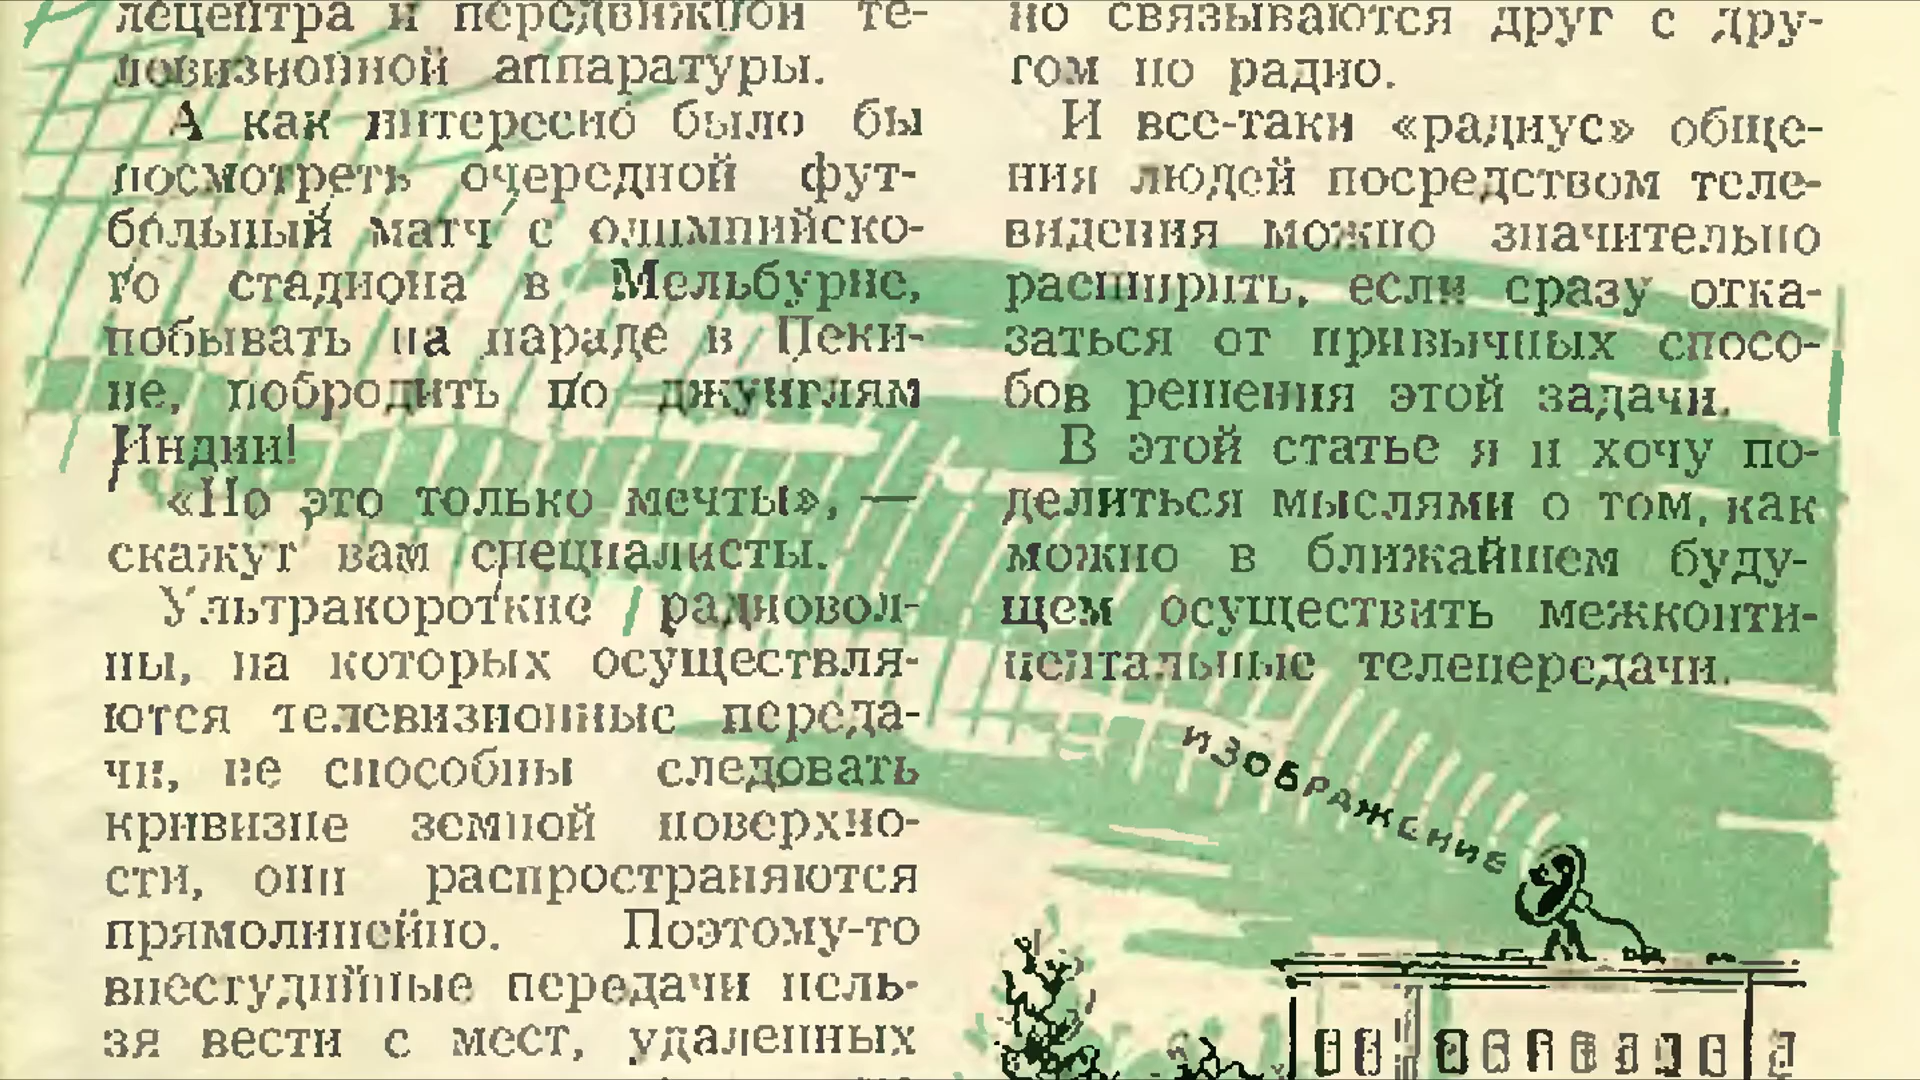 лецентра и передвижной те-
левизионной аппаратуры.
А как интересно было бы
посмотреть очередной фут-
больный матч с олимпийско-
го стадиона в Мельбурне,
побывать на параде в Пеки-
не, побродить по джунглям
Индии!
«Но это только мечты», —
скажут вам специалисты.
Ультракороткие радиовол-
ны, на которых осуществля-
ются телевизионные переда-
чи, не способны следовать
кривизне земной поверхно-
сти, они распространяются
прямолинейно. Поэтому-то
внестудийные передачи нель-
зя вести с мест, удаленных
но связываются друг с дру-
гом по радио.
И все-таки «радиус» обще-
ния людей посредством теле-
видения можно значительно
расширить, если сразу отка-
заться от привычных спосо-
бов решения этой задачи.
В этой статье я и хочу по-
делиться мыслями о том, как
можно в ближайшем буду-
щем осуществить межконти-
нентальные телепередачи.
ИЗОБРАЖЕНИЕ